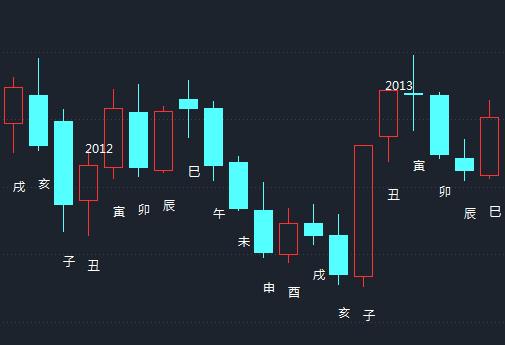 2013
2012
戌 亥 子 丑 寅 卯 辰 巳 午 未 申 酉 戌 亥 子 丑 寅 卯 辰 巳